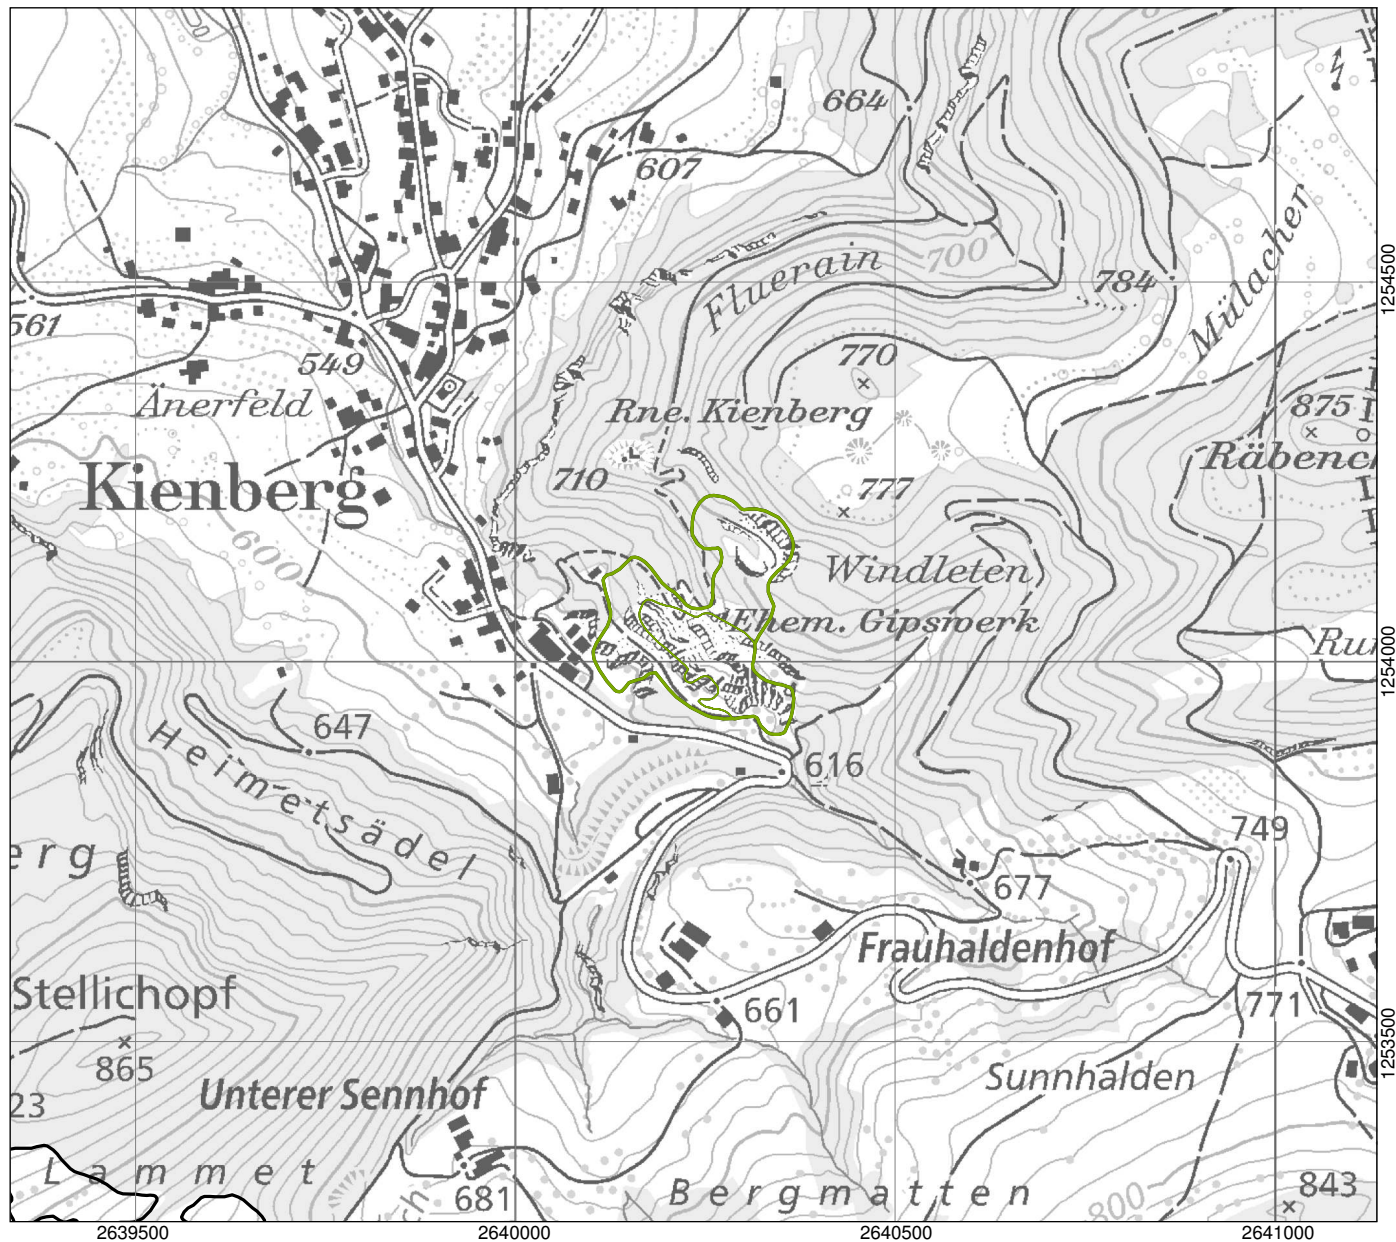 664
607
Fluerain
700
784
Mülacher
1254500
561
549
770
Änerfeld
Rne. Kienberg
875
Räbenc
Kienberg
710
777
600
Windleten
Ehem. Gipswerk
Ru
1254000
647
616
Heimetsädel
749
erg
677
Frauhaldenhof
Stellichopf
661
771
1253500
865
Unterer Sennhof
Sunnhalden
23
Lammet
681
ch
Bergmatten
800
843
2639500
2640000
2640500
2641000